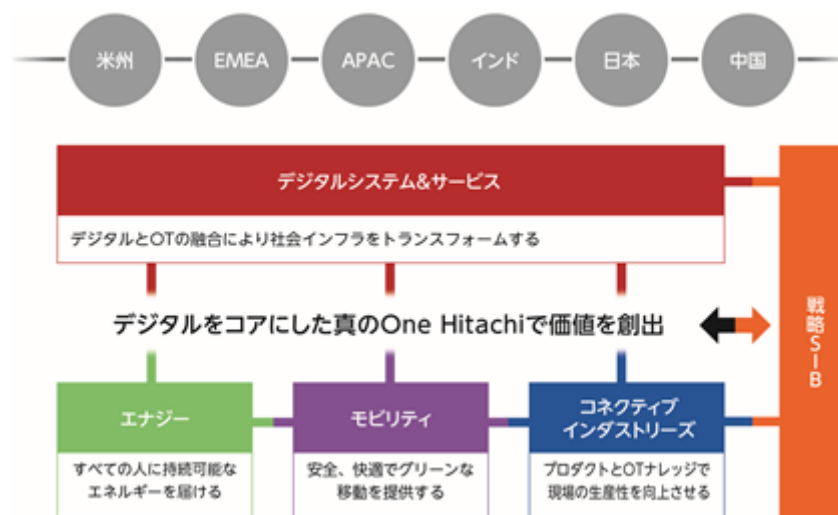 米州 EMEA APAC インド 日本 中国
デジタルシステム&サービス
デジタルとOTの融合により社会インフラをトランスフォームする
デジタルをコアにした真のOne Hitachiで価値を創出
戦略SIB
エナジー
すべての人に持続可能な
エネルギーを届ける
モビリティ
安全、快適でグリーンな
移動を提供する
コネクティブ
インダストリーズ
プロダクトとOTナレッジで
現場の生産性を向上させる